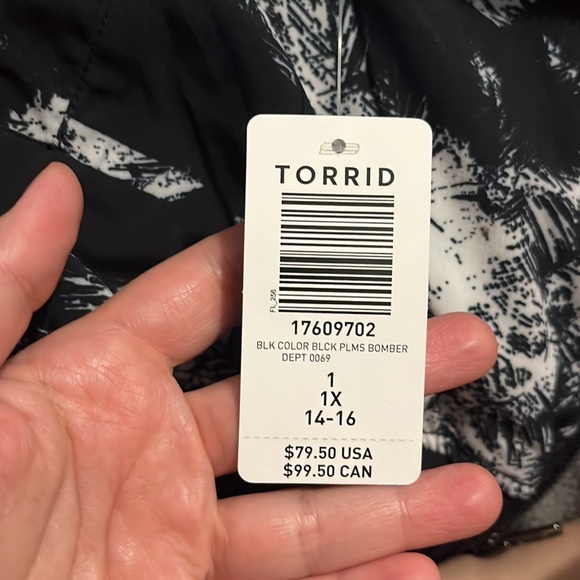 TORRID
FL_256
17609702
BLK COLOR BLCK PLMS BOMBER
DEPT 0069
1
1X
14-16
$79.50 USA
$99.50 CAN